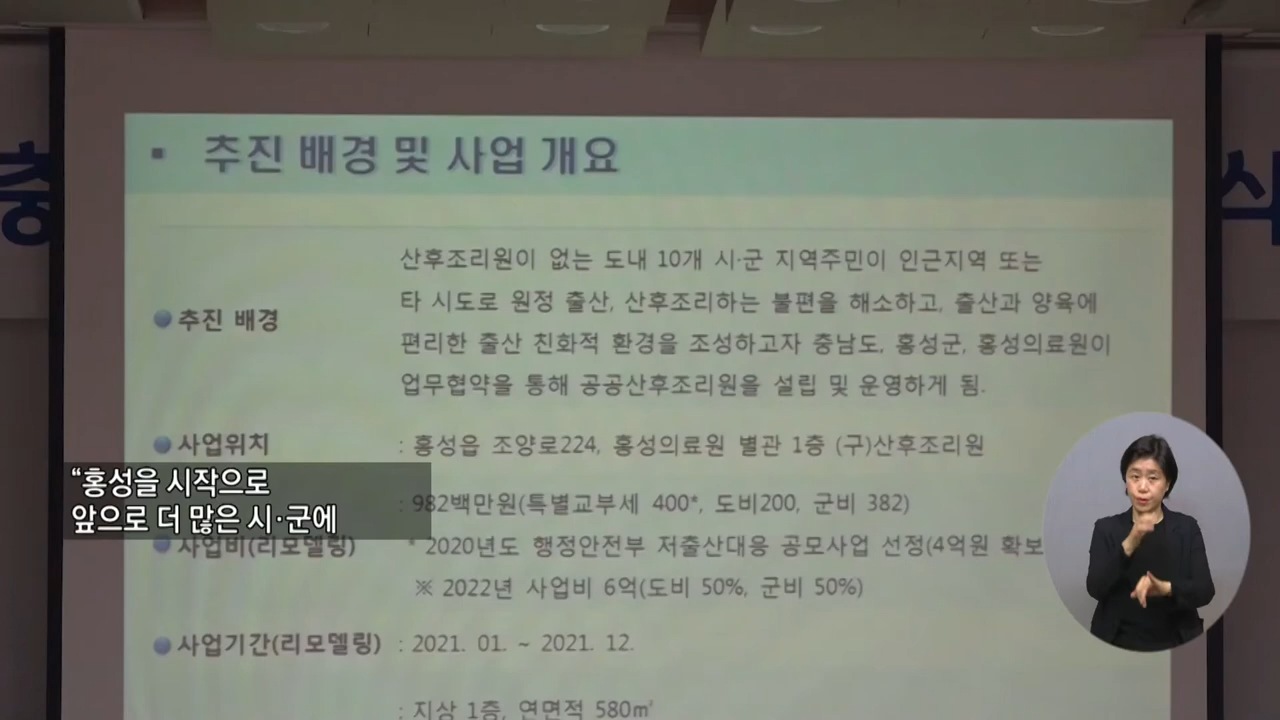 추진 배경 및 사업 개요
산후조리원이 없는 도내 10개 시·군 지역주민이 인근지역 또는
타 시도로 원정 출산, 산후조리하는 불편을 해소하고, 출산과 양육에
추진 배경
편리한 출산 친화적 환경을 조성하고자 충남도, 홍성군, 홍성의료원이
업무협약을 통해 공공산후조리원을 설립 및 운영하게 됨.
사업위치 : 홍성읍 조양로224, 홍성의료원 별관 1층 (구)산후조리원
“홍성을 시작으로
앞으로 더 많은 시·군에
: 982백만원(특별교부세 400*, 도비200, 군비 382)
사업비(리모델링) * 2020년도 행정안전부 저출산대응 공모사업 선정(4억원 확보
※ 2022년 사업비 6억(도비 50%, 군비 50%)
사업기간(리모델링) : 2021. 01. ~ 2021. 12.
: 지상 1층, 연면적 580㎡
충
식